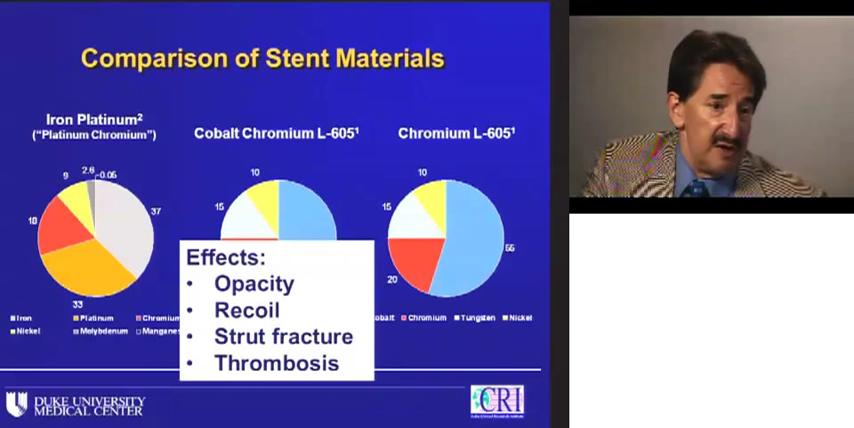 Comparison of Stent Materials
Iron Platinum²
("Platinum Chromium")
Cobalt Chromium L-605¹
Chromium L-605¹
9
2.6
0.05
37
18
33
10
15
10
15
55
20
Iron
Platinum
Chromium
Nickel
Molybdenum
Manganes
obalt
Chromium
Tungsten
Nickel
Effects:
• Opacity
• Recoil
• Strut fracture
• Thrombosis
DUKE UNIVERSITY
MEDICAL CENTER
CRI